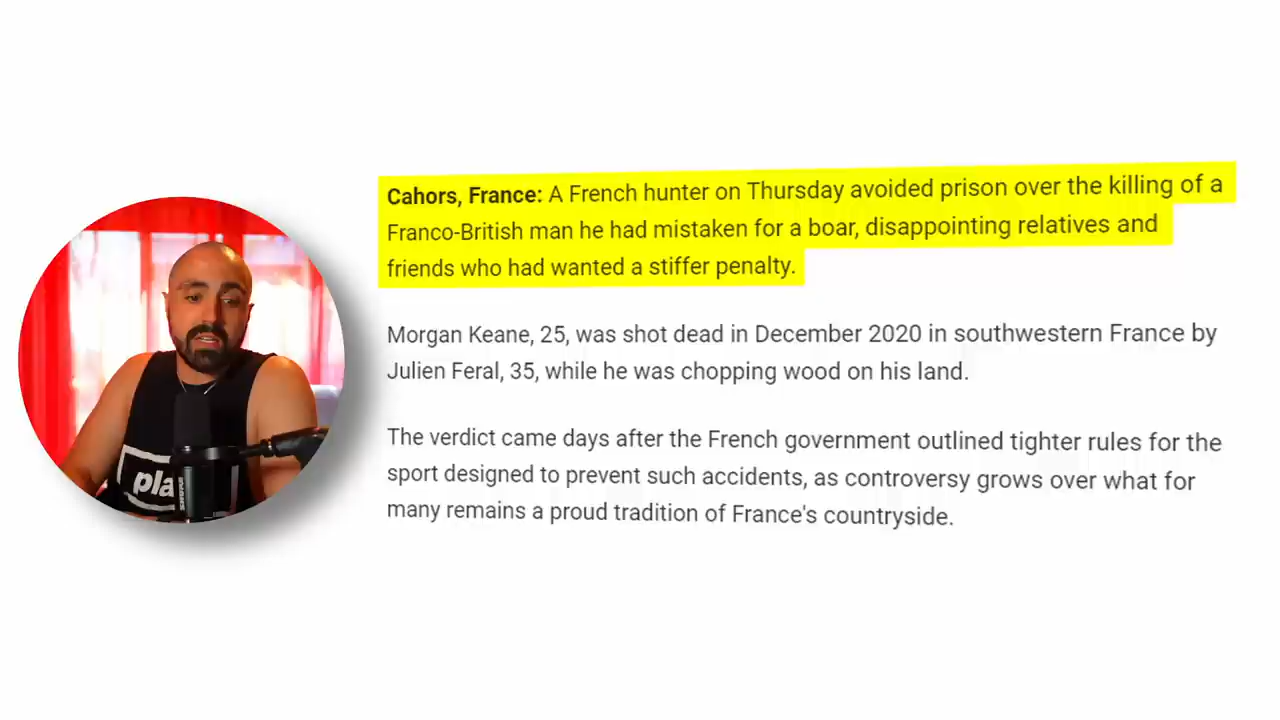 Cahors, France: A French hunter on Thursday avoided prison over the killing of a
Franco-British man he had mistaken for a boar, disappointing relatives and
friends who had wanted a stiffer penalty.
Morgan Keane, 25, was shot dead in December 2020 in southwestern France by
Julien Feral, 35, while he was chopping wood on his land.
The verdict came days after the French government outlined tighter rules for the
sport designed to prevent such accidents, as controversy grows over what for
many remains a proud tradition of France's countryside.
pla
SHURE